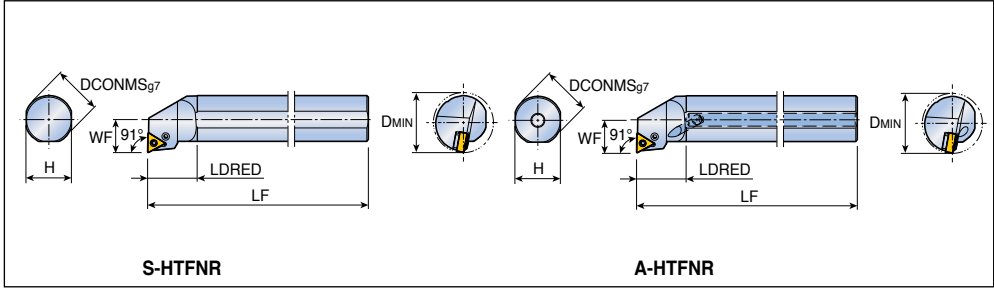 DCONMSg7
WF
91°
H
LDRED
LF
DMIN
S-HTFNR
DCONMSg7
WF
91°
H
LDRED
LF
DMIN
A-HTFNR